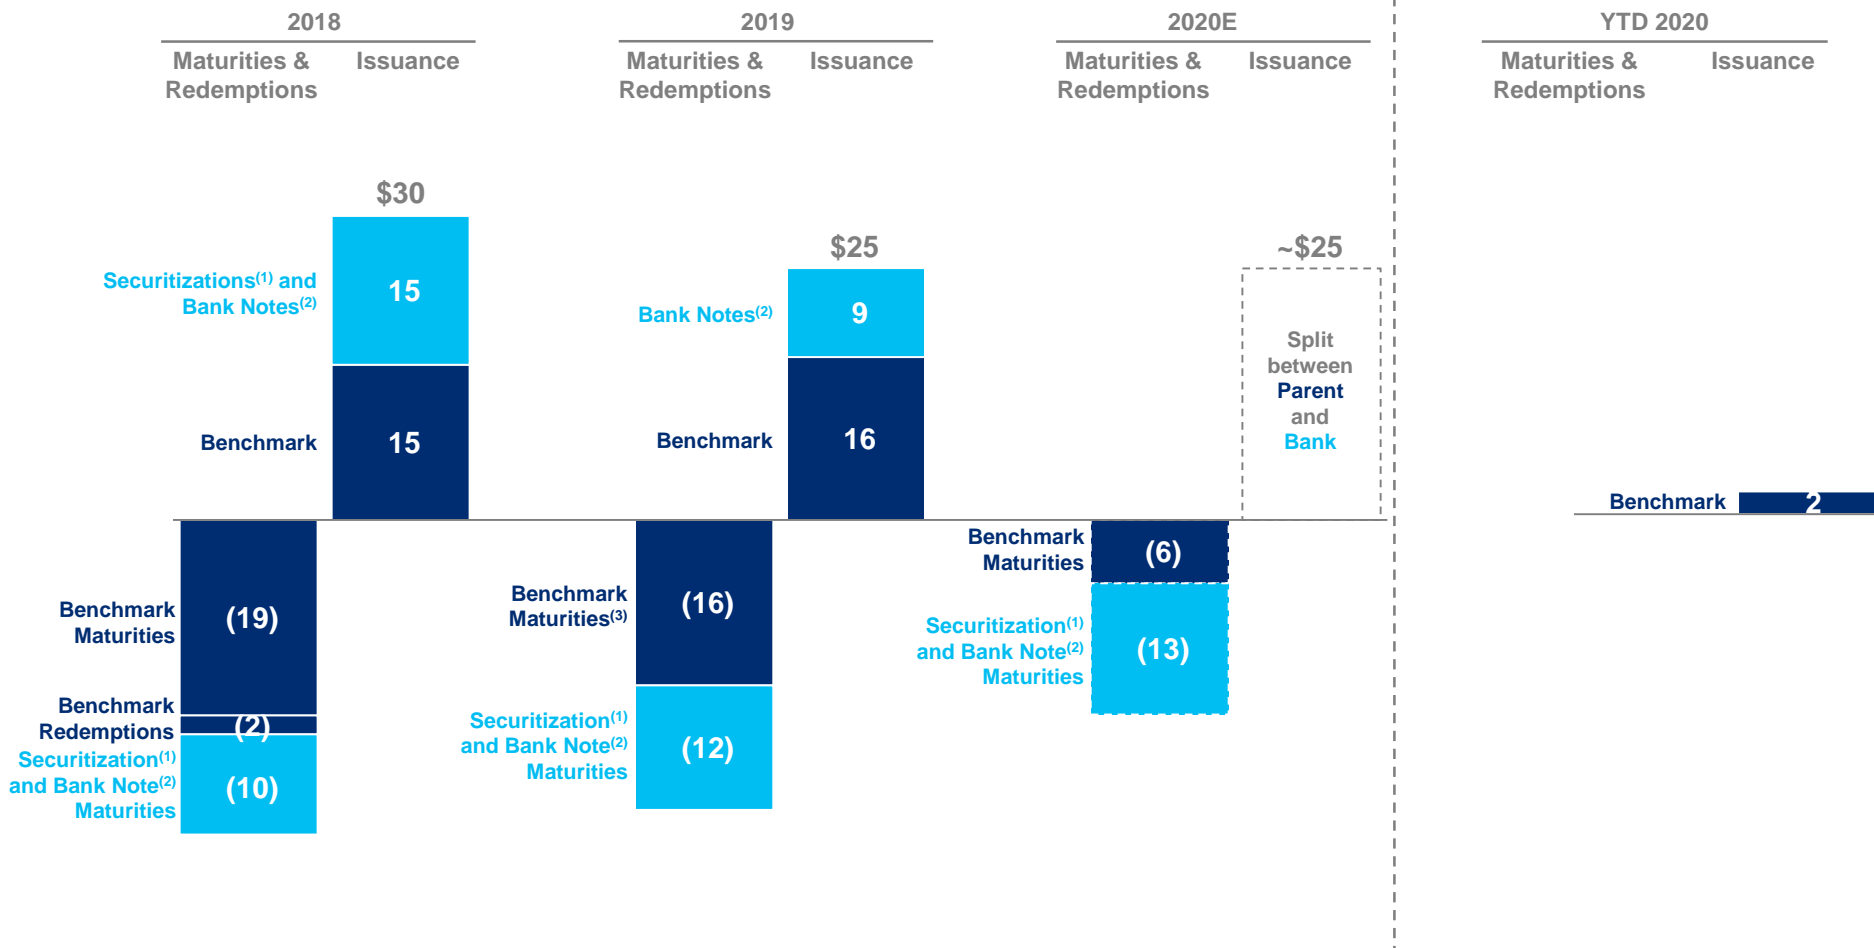 2018
Maturities &
Redemptions
Issuance
2019
Maturities &
Redemptions
Issuance
2020E
Maturities &
Redemptions
Issuance
YTD 2020
Maturities &
Redemptions
Issuance
$30
Securitizations(1) and
Bank Notes(2)
15
Benchmark
15
Benchmark
Maturities
(19)
Benchmark
Redemptions
(2)
Securitization(1)
and Bank Note(2)
Maturities
(10)
$25
Bank Notes(2)
9
Benchmark
16
Benchmark
Maturities(3)
(16)
Securitization(1)
and Bank Note(2)
Maturities
(12)
~$25
Split
between
Parent
and
Bank
Benchmark
Maturities
(6)
Securitization(1)
and Bank Note(2)
Maturities
(13)
Benchmark
2